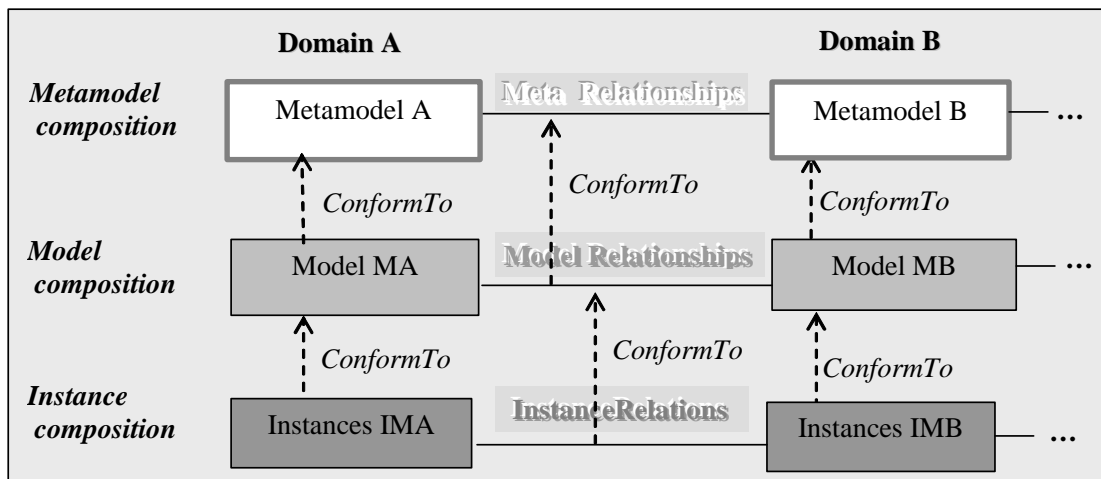 Domain A
Domain B
Metamodel
composition
Metamodel A
Meta Relationships
Metamodel B
...
ConformTo
ConformTo
ConformTo
Model
composition
Model MA
Model Relationships
Model MB
...
ConformTo
ConformTo
ConformTo
Instance
composition
Instances IMA
InstanceRelations
Instances IMB
...